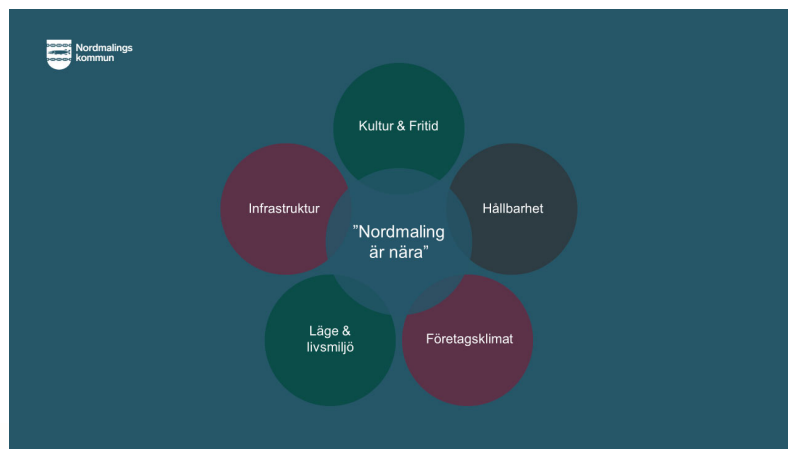 Nordmalings
kommun
Kultur & Fritid
Infrastruktur
Hållbarhet
”Nordmaling
är nära”
Läge &
livsmiljö
Företagsklimat